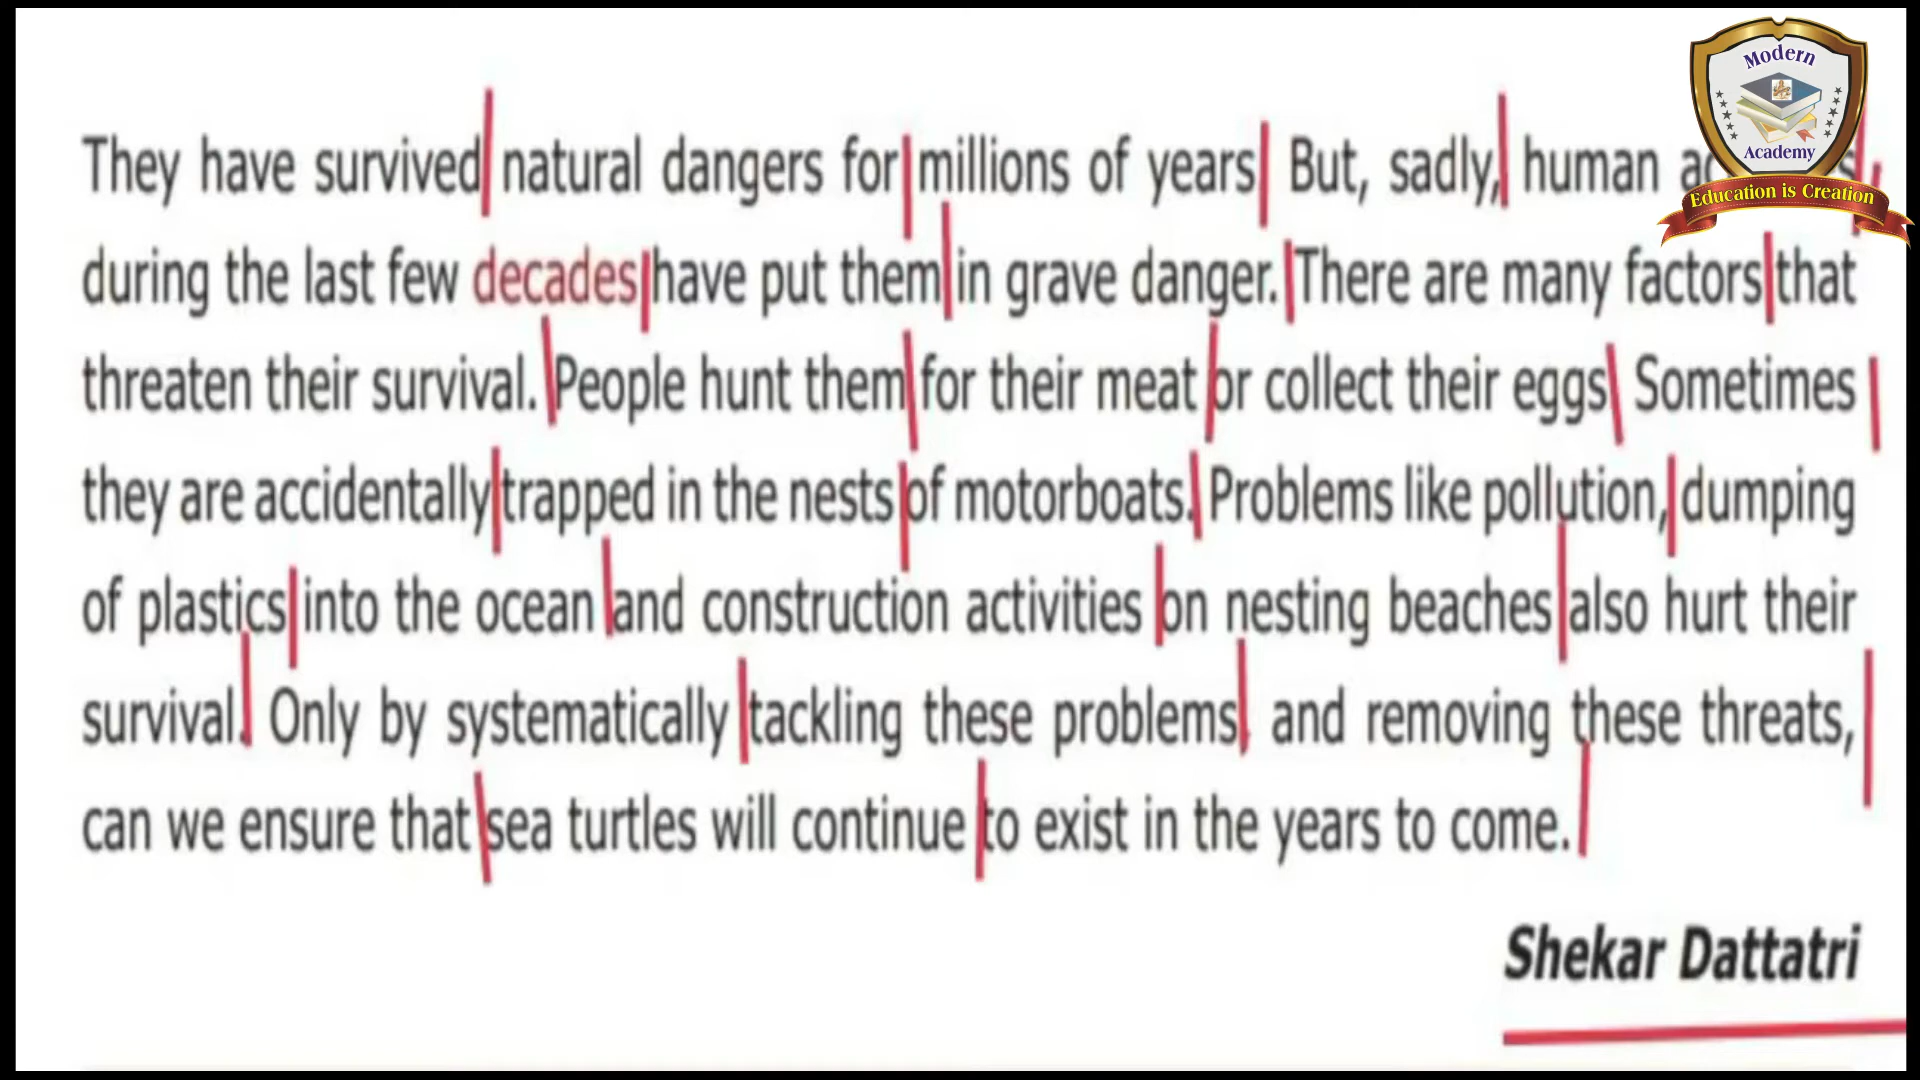 Modern
Academy
Education is Creation
They have survived natural dangers for millions of years. But, sadly, human
during the last few decades have put them in grave danger. There are many factors that
threaten their survival. People hunt them for their meat or collect their eggs. Sometimes
they are accidentally trapped in the nests of motorboats. Problems like pollution, dumping
of plastics into the ocean and construction activities on nesting beaches also hurt their
survival. Only by systematically tackling these problems, and removing these threats,
can we ensure that sea turtles will continue to exist in the years to come.
Shekar Dattatri